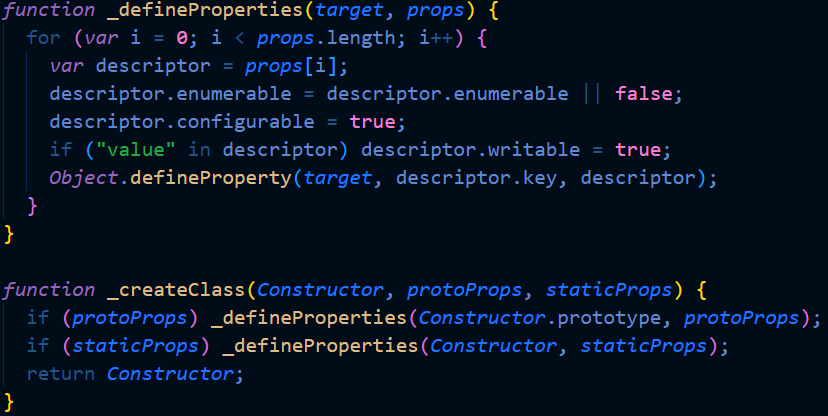 function _defineProperties(target, props) {
  for (var i = 0; i < props.length; i++) {
    var descriptor = props[i];
    descriptor.enumerable = descriptor.enumerable || false;
    descriptor.configurable = true;
    if ("value" in descriptor) descriptor.writable = true;
    Object.defineProperty(target, descriptor.key, descriptor);
  }
}

function _createClass(Constructor, protoProps, staticProps) {
  if (protoProps) _defineProperties(Constructor.prototype, protoProps);
  if (staticProps) _defineProperties(Constructor, staticProps);
  return Constructor;
}